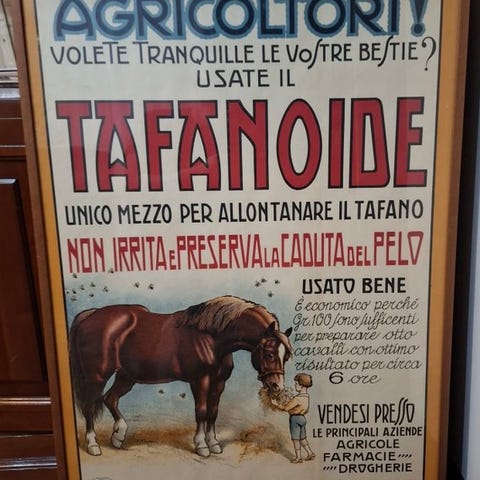 AGRICOLTORI!
VOLETE TRANQUILLE LE VOSTRE BESTIE?
USATE IL
TAFANOIDE
UNICO MEZZO PER ALLONTANARE IL TAFANO
NON IRRITA E PRESERVA LA CADUTA DEL PELO
USATO BENE
È economico perché
Gr. 100 sono sufficenti
per preparare otto
cavalli con ottimo
risultato per circa
6 ore
VENDESI PRESSO
LE PRINCIPALI AZIENDE
AGRICOLE
FARMACIE ,,,,
,,,, DROGHERIE